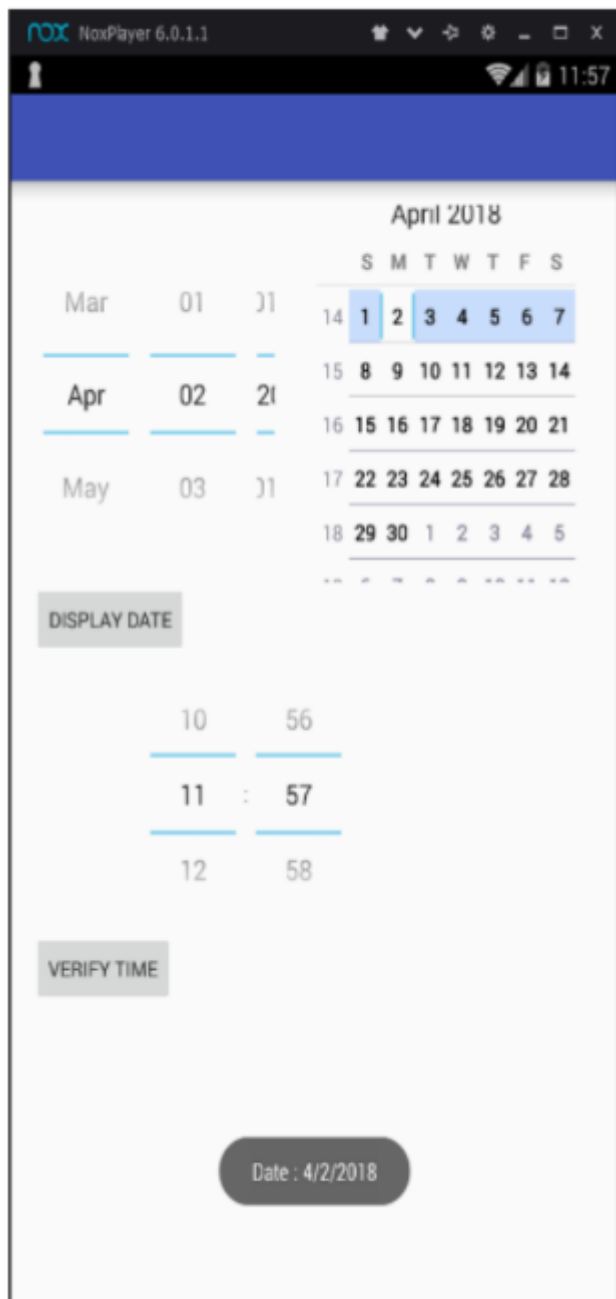 nox NoxPlayer 6.0.1.1
11:57
April 2018
S M T W T F S
Mar 01 14 1 2 3 4 5 6 7
15 8 9 10 11 12 13 14
Apr 02
16 15 16 17 18 19 20 21
May 03 17 22 23 24 25 26 27 28
18 29 30 1 2 3 4 5
DISPLAY DATE
10 56
11 : 57
12 58
VERIFY TIME
Date : 4/2/2018